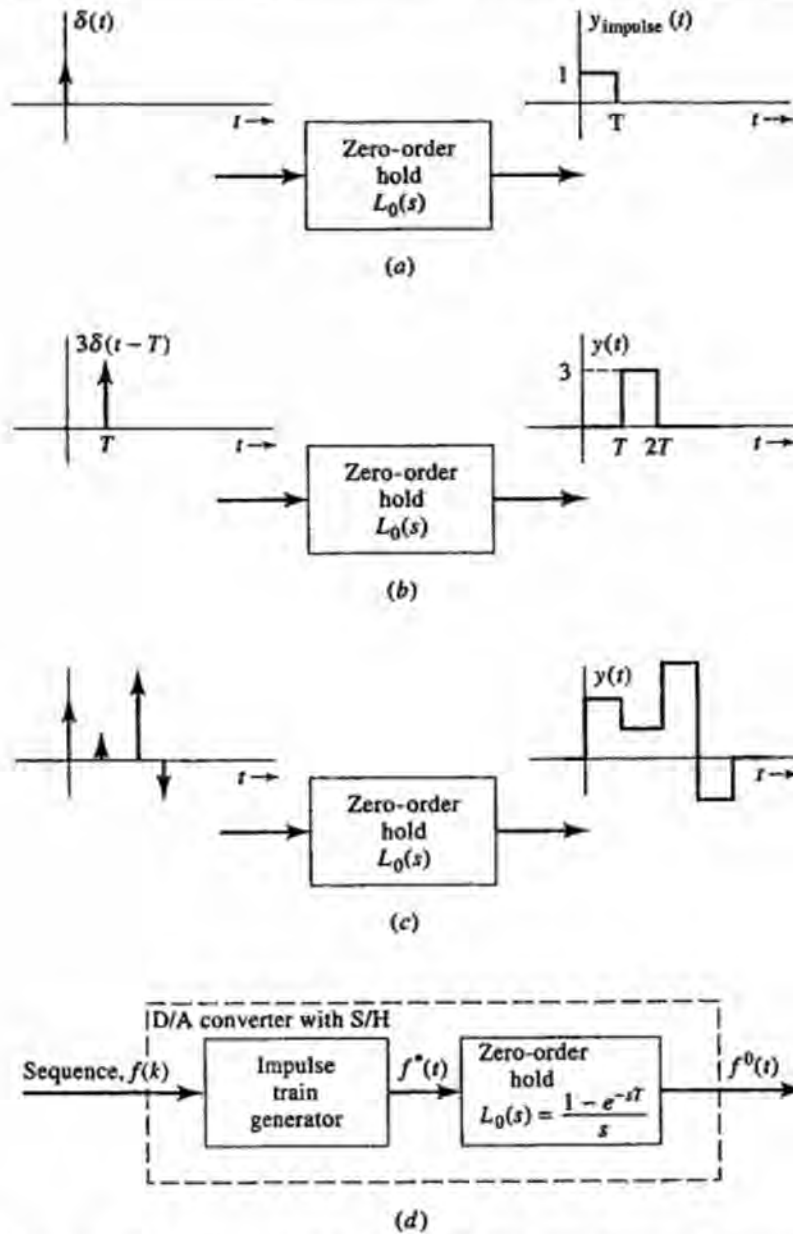 δ(t)
y_impulse (t)
1
T
t→
t→
Zero-order
hold
L₀(s)
(a)
3δ(t − T)
y(t)
3
T
t→
T
2T
t→
Zero-order
hold
L₀(s)
(b)
y(t)
t→
t→
Zero-order
hold
L₀(s)
(c)
D/A converter with S/H
Sequence, f(k)
Impulse
train
generator
f*(t)
Zero-order
hold
L₀(s) = (1 − e^{−sT})/s
f⁰(t)
(d)